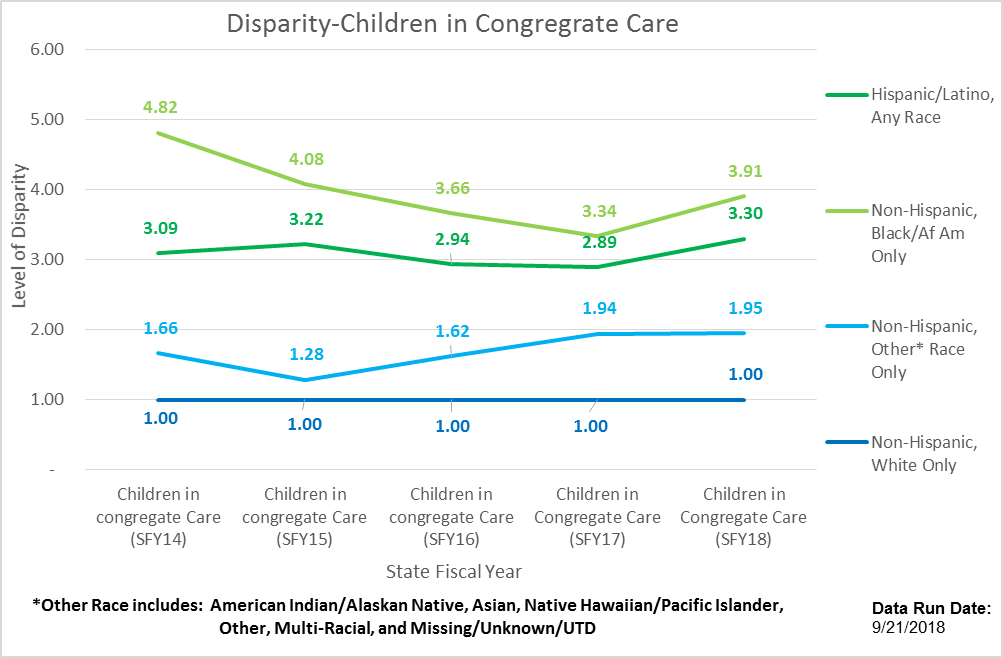 Disparity-Children in Congregrate Care
6.00
5.00
4.00
3.00
2.00
1.00
-
Level of Disparity
4.82
4.08
3.66
3.34
3.91
3.09
3.22
2.94
2.89
3.30
1.66
1.28
1.62
1.94
1.95
1.00
1.00
1.00
1.00
1.00
Hispanic/Latino,
Any Race
Non-Hispanic,
Black/Af Am
Only
Non-Hispanic,
Other* Race
Only
Non-Hispanic,
White Only
Children in
congregate Care
(SFY14)
Children in
congregate Care
(SFY15)
Children in
congregate Care
(SFY16)
Children in
Congregate Care
(SFY17)
Children in
Congregate Care
(SFY18)
State Fiscal Year
*Other Race includes: American Indian/Alaskan Native, Asian, Native Hawaiian/Pacific Islander,
Other, Multi-Racial, and Missing/Unknown/UTD
Data Run Date:
9/21/2018